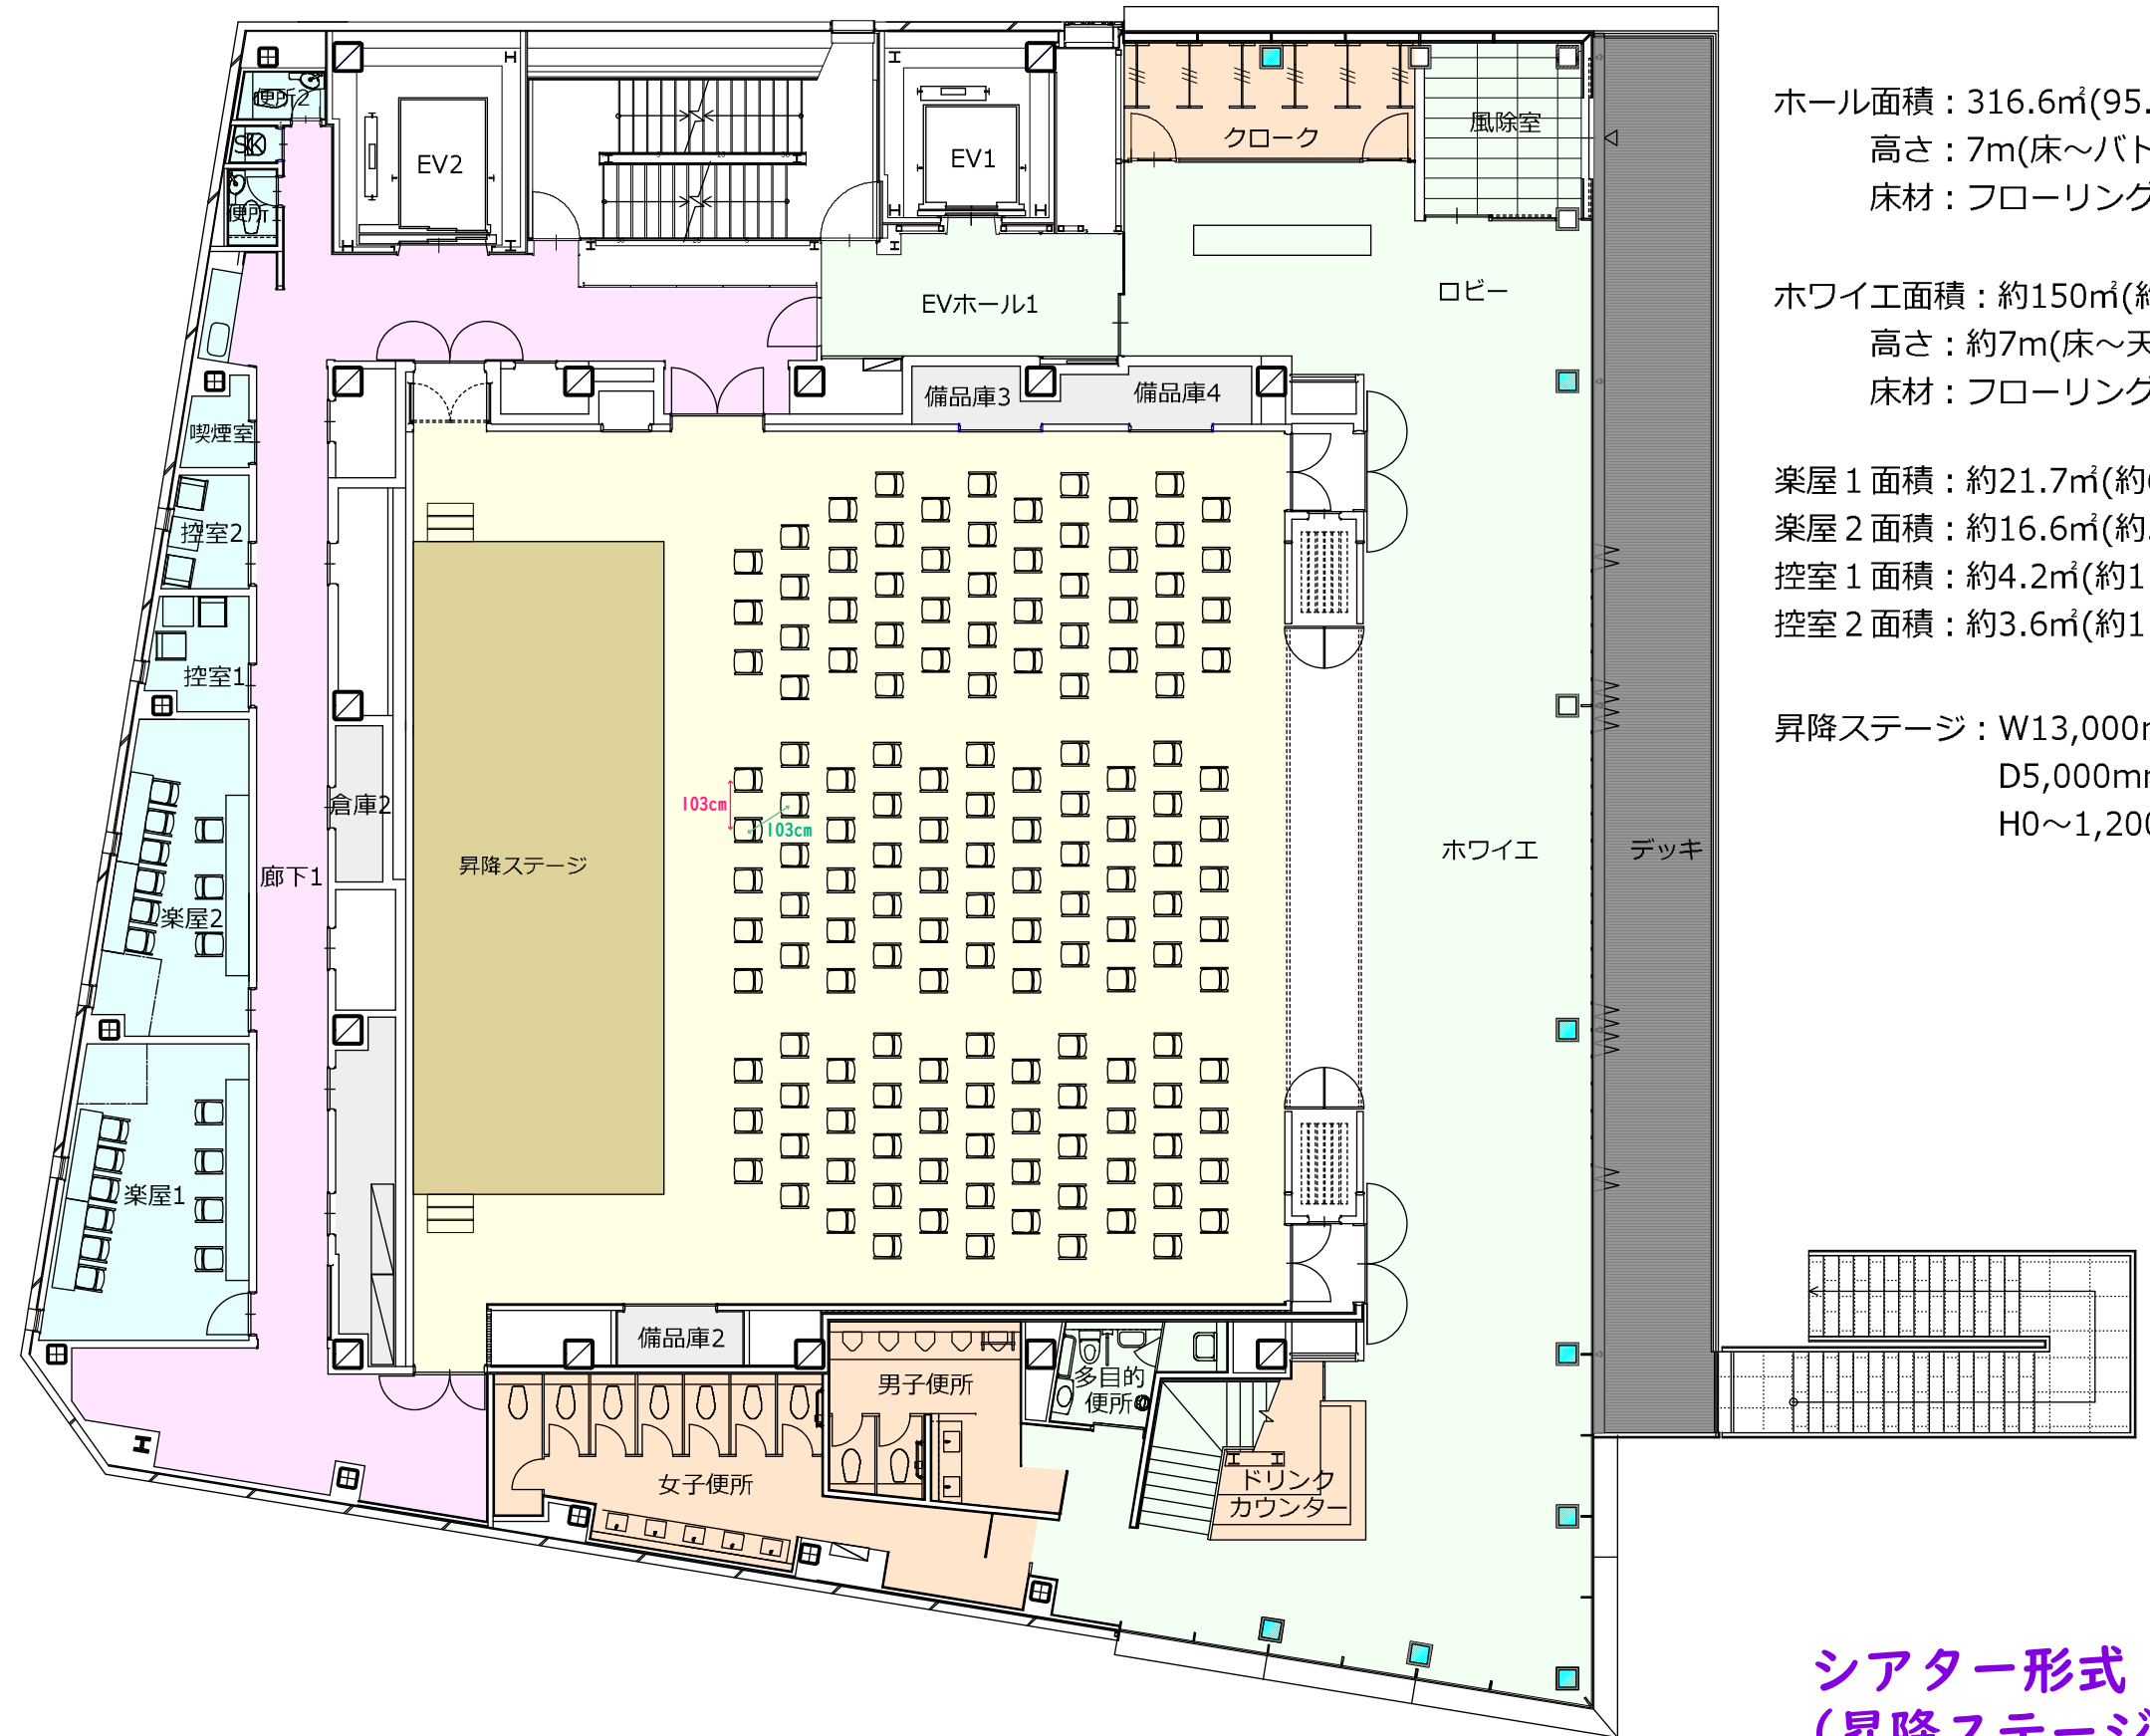 便所2
SK
便所1
EV2
EV1
クローク
風除室
EVホール1
ロビー
備品庫3
備品庫4
喫煙室
控室2
控室1
倉庫2
廊下1
楽屋2
楽屋1
昇降ステージ
103cm
103cm
ホワイエ
デッキ
備品庫2
男子便所
多目的
便所
女子便所
ドリンク
カウンター
ホール面積：316.6㎡(95.
高さ：7m(床～バト
床材：フローリング
ホワイエ面積：約150㎡(約
高さ：約7m(床～天
床材：フローリング
楽屋１面積：約21.7㎡(約6
楽屋２面積：約16.6㎡(約
控室１面積：約4.2㎡(約1
控室２面積：約3.6㎡(約1
昇降ステージ：W13,000m
D5,000mm
H0～1,200
シアター形式
（昇降ステージ